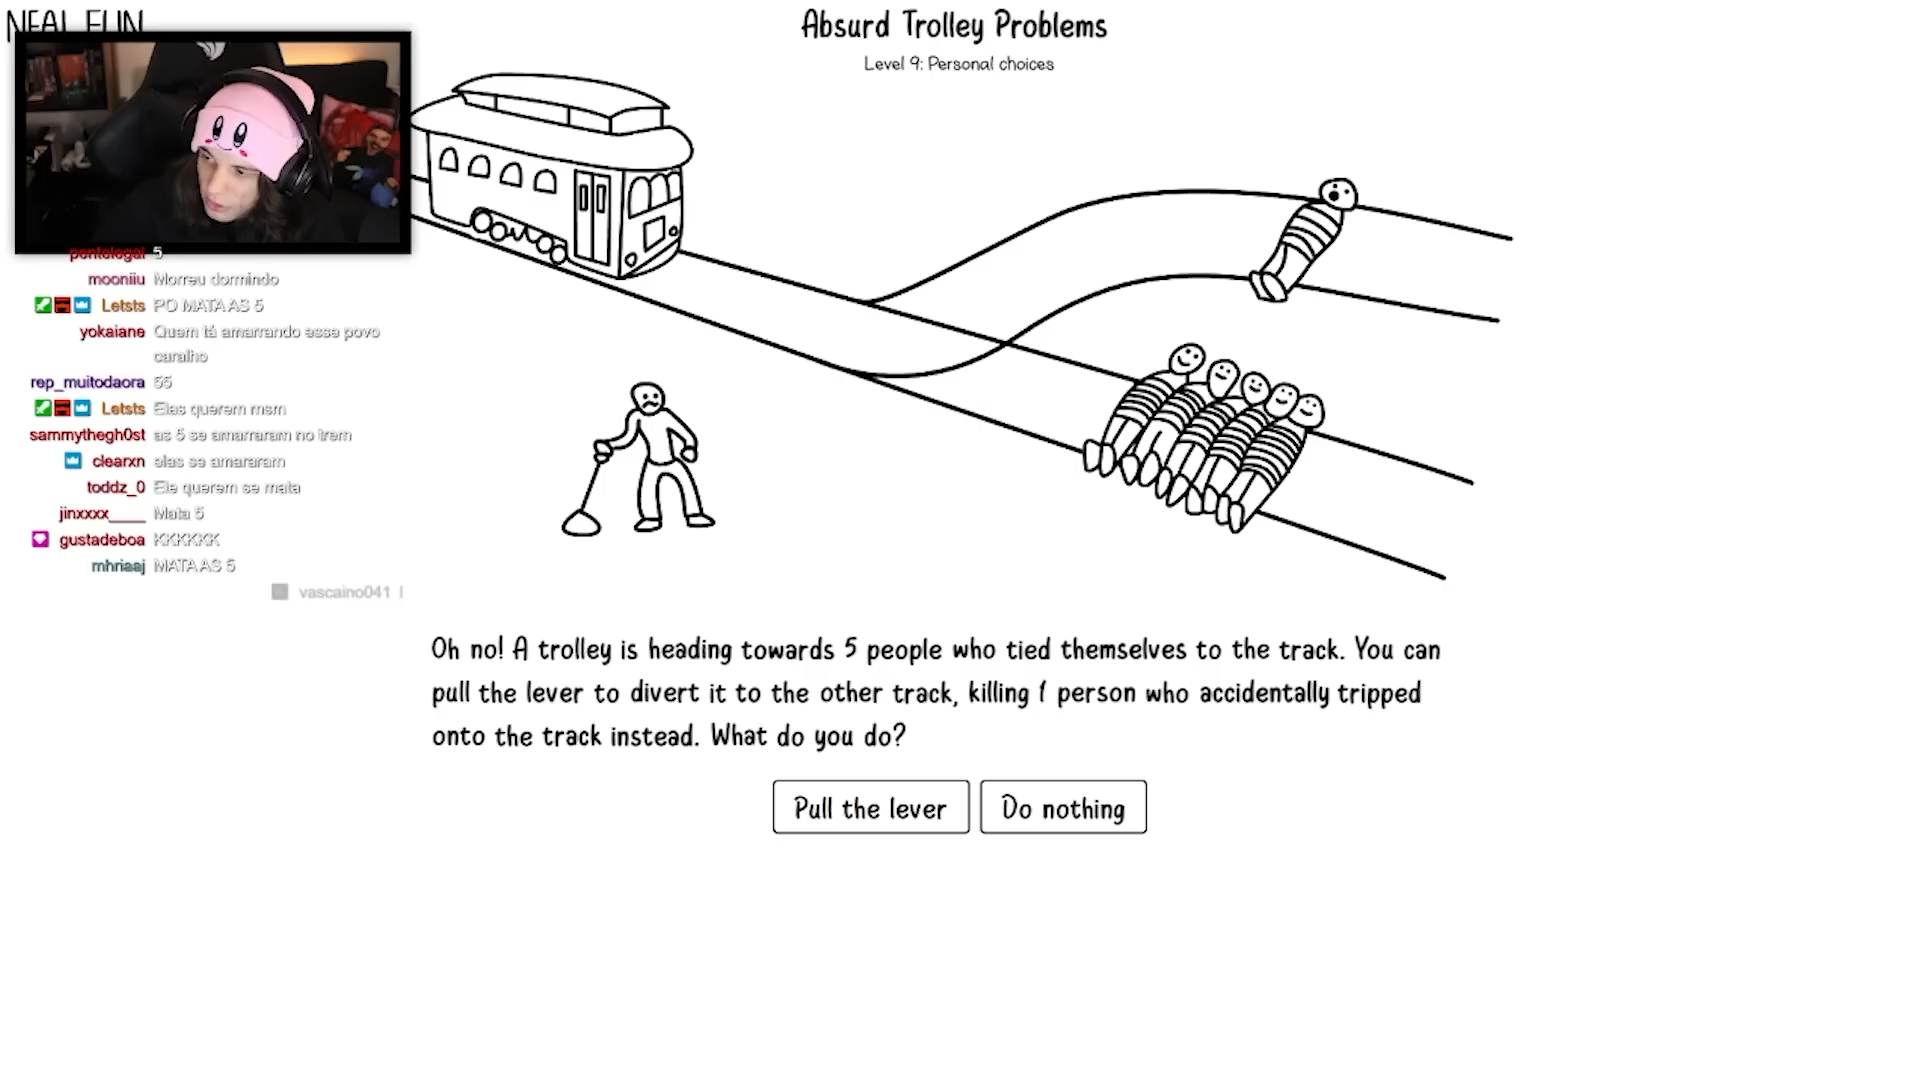 NEAL FUN
Absurd Trolley Problems
Level 9: Personal choices
pentelegal 5
mooniiu Morreu dormindo
Letsts PO MATA AS 5
yokaiane Quem tá amarrando esse povo
caralho
rep_muitodaora 55
Letsts Elas querem msm
sammythegh0st as 5 se amarraram no trem
clearxn elas se amararam
toddz_0 Ele querem se mata
jinxxxx____ Mata 5
gustadeboa KKKKKK
mhriaaj MATA AS 5
vascaino041 I
Oh no! A trolley is heading towards 5 people who tied themselves to the track. You can
pull the lever to divert it to the other track, killing 1 person who accidentally tripped
onto the track instead. What do you do?
Pull the lever
Do nothing